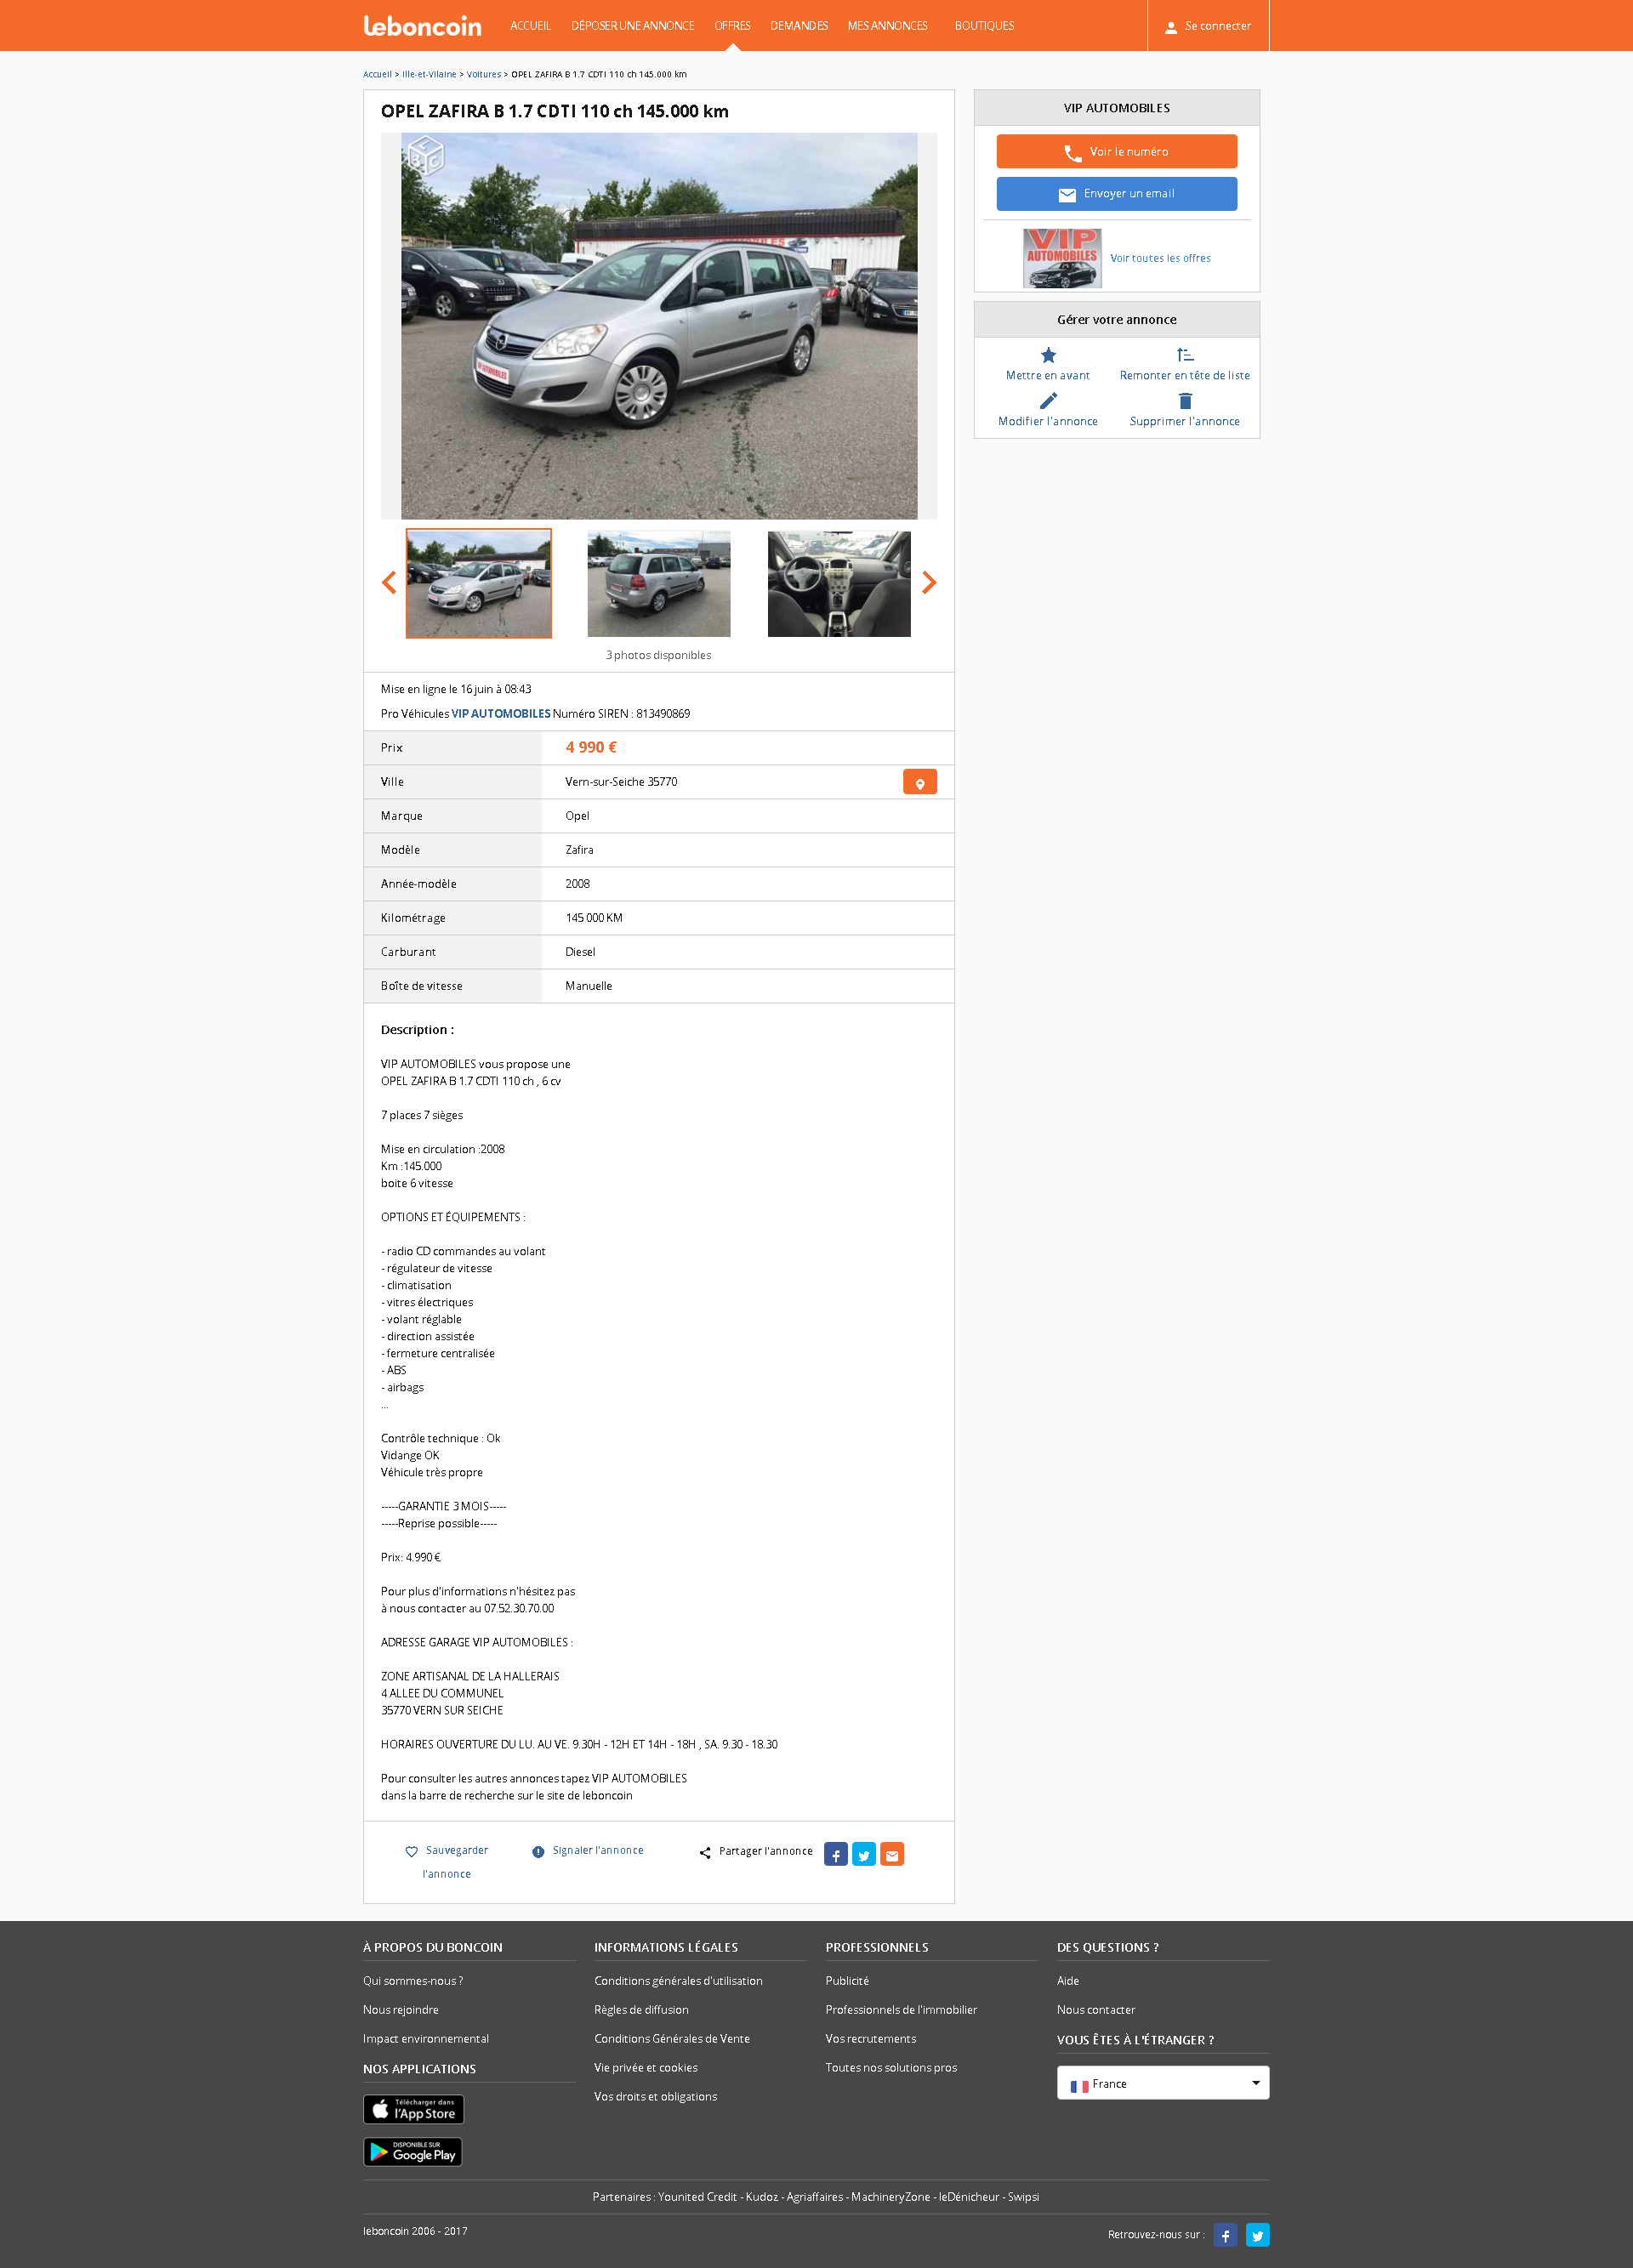 leboncoin ACCUEIL DÉPOSER UNE ANNONCE OFFRES DEMANDES MES ANNONCES BOUTIQUES Se connecter
Accueil > Ille-et-Vilaine > Voitures > OPEL ZAFIRA B 1.7 CDTI 110 ch 145.000 km
OPEL ZAFIRA B 1.7 CDTI 110 ch 145.000 km
LBC
VIP AUTOMOBILES
3 photos disponibles
Mise en ligne le 16 juin à 08:43
Pro Véhicules VIP AUTOMOBILES Numéro SIREN : 813490869
Prix 4 990 €
Ville Vern-sur-Seiche 35770
Marque Opel
Modèle Zafira
Année-modèle 2008
Kilométrage 145 000 KM
Carburant Diesel
Boîte de vitesse Manuelle
Description :
VIP AUTOMOBILES vous propose une
OPEL ZAFIRA B 1.7 CDTI 110 ch , 6 cv
7 places 7 sièges
Mise en circulation :2008
Km :145.000
boite 6 vitesse
OPTIONS ET ÉQUIPEMENTS :
- radio CD commandes au volant
- régulateur de vitesse
- climatisation
- vitres électriques
- volant réglable
- direction assistée
- fermeture centralisée
- ABS
- airbags
...
Contrôle technique : Ok
Vidange OK
Véhicule très propre
-----GARANTIE 3 MOIS-----
-----Reprise possible-----
Prix: 4.990 €
Pour plus d'informations n'hésitez pas
à nous contacter au 07.52.30.70.00
ADRESSE GARAGE VIP AUTOMOBILES :
ZONE ARTISANAL DE LA HALLERAIS
4 ALLEE DU COMMUNEL
35770 VERN SUR SEICHE
HORAIRES OUVERTURE DU LU. AU VE. 9.30H - 12H ET 14H - 18H , SA. 9.30 - 18.30
Pour consulter les autres annonces tapez VIP AUTOMOBILES
dans la barre de recherche sur le site de leboncoin
Sauvegarder
l'annonce
Signaler l'annonce
Partager l'annonce
VIP AUTOMOBILES
Voir le numéro
Envoyer un email
VIP
AUTOMOBILES
Voir toutes les offres
Gérer votre annonce
Mettre en avant
Remonter en tête de liste
Modifier l'annonce
Supprimer l'annonce
À PROPOS DU BONCOIN
Qui sommes-nous ?
Nous rejoindre
Impact environnemental
NOS APPLICATIONS
Télécharger dans
l'App Store
DISPONIBLE SUR
Google Play
INFORMATIONS LÉGALES
Conditions générales d'utilisation
Règles de diffusion
Conditions Générales de Vente
Vie privée et cookies
Vos droits et obligations
PROFESSIONNELS
Publicité
Professionnels de l'immobilier
Vos recrutements
Toutes nos solutions pros
DES QUESTIONS ?
Aide
Nous contacter
VOUS ÊTES À L'ÉTRANGER ?
France
Partenaires : Younited Credit - Kudoz - Agriaffaires - MachineryZone - leDénicheur - Swipsi
leboncoin 2006 - 2017
Retrouvez-nous sur :